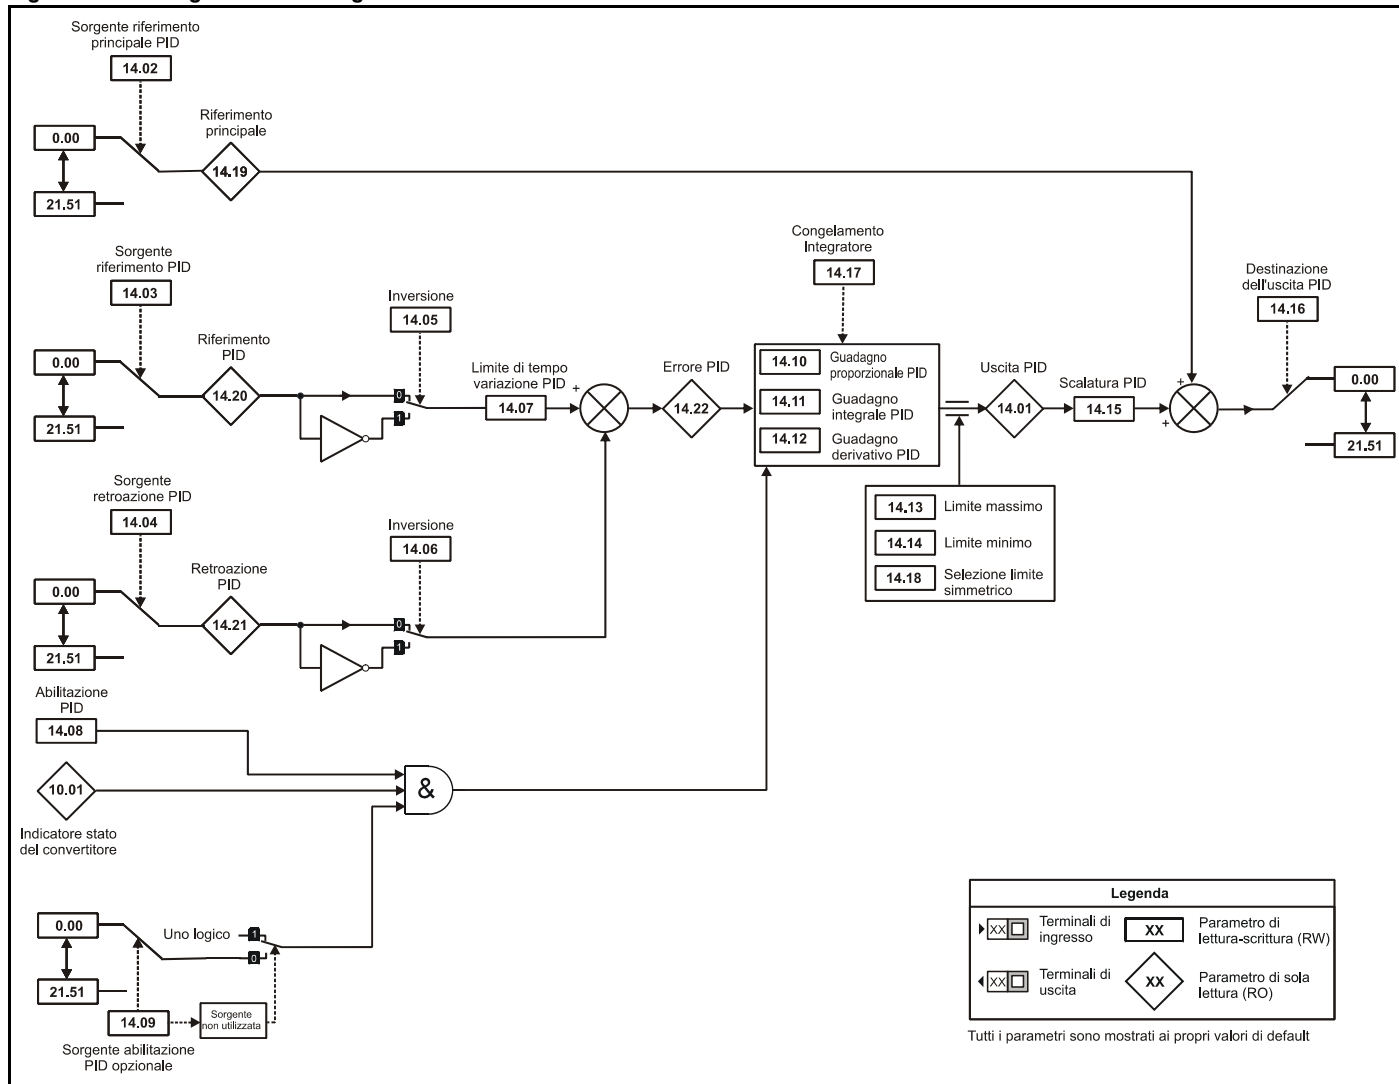 Sorgente riferimento
principale PID
14.02
Riferimento
principale
0.00
14.19
21.51
Sorgente
riferimento PID
14.03
Inversione
14.05
Congelamento
Integratore
14.17
Destinazione
dell'uscita PID
14.16
Riferimento
PID
0.00
14.20
21.51
0
1
Limite di tempo
variazione PID
14.07
+
Errore PID
14.22
14.10 Guadagno
proporzionale PID
14.11 Guadagno
integrale PID
14.12 Guadagno
derivativo PID
Uscita PID
14.01
Scalatura PID
14.15
+
+
0.00
21.51
14.13 Limite massimo
14.14 Limite minimo
14.18 Selezione limite
simmetrico
Sorgente
retroazione PID
14.04
Inversione
14.06
Retroazione
PID
0.00
14.21
21.51
0
1
Abilitazione
PID
14.08
10.01
&
Indicatore stato
del convertitore
0.00
Uno logico
1
0
21.51
14.09
Sorgente
non utilizzata
Sorgente abilitazione
PID opzionale
Legenda
XX Terminali di
ingresso
XX Parametro di
lettura-scrittura (RW)
XX Terminali di
uscita
XX Parametro di sola
lettura (RO)
Tutti i parametri sono mostrati ai propri valori di default